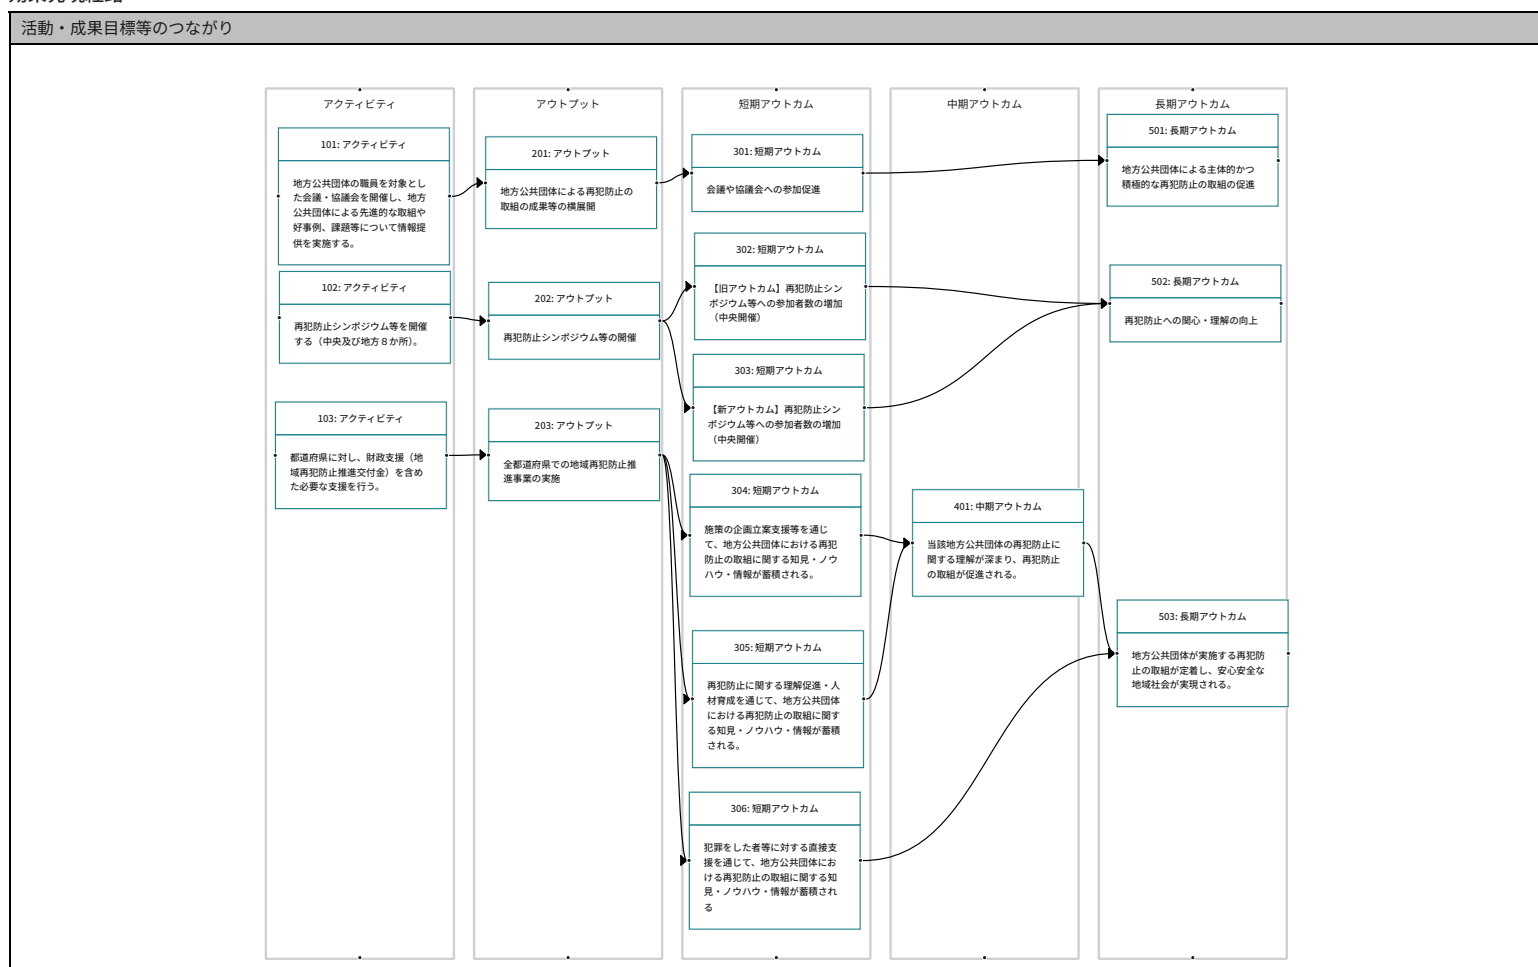 活動・成果目標等のつながり
アクティビティ
101: アクティビティ
地方公共団体の職員を対象とし
た会議・協議会を開催し、地方
公共団体による先進的な取組や
好事例、課題等について情報提
供を実施する。
102: アクティビティ
再犯防止シンポジウム等を開催
する（中央及び地方８か所）。
103: アクティビティ
都道府県に対し、財政支援（地
域再犯防止推進交付金）を含め
た必要な支援を行う。
アウトプット
201: アウトプット
地方公共団体による再犯防止の
取組の成果等の横展開
202: アウトプット
再犯防止シンポジウム等の開催
203: アウトプット
全都道府県での地域再犯防止推
進事業の実施
短期アウトカム
301: 短期アウトカム
会議や協議会への参加促進
302: 短期アウトカム
【旧アウトカム】再犯防止シン
ポジウム等への参加者数の増加
（中央開催）
303: 短期アウトカム
【新アウトカム】再犯防止シン
ポジウム等への参加者数の増加
（中央開催）
304: 短期アウトカム
施策の企画立案支援等を通じ
て、地方公共団体における再犯
防止の取組に関する知見・ノウ
ハウ・情報が蓄積される。
305: 短期アウトカム
再犯防止に関する理解促進・人
材育成を通じて、地方公共団体
における再犯防止の取組に関す
る知見・ノウハウ・情報が蓄積
される。
306: 短期アウトカム
犯罪をした者等に対する直接支
援を通じて、地方公共団体にお
ける再犯防止の取組に関する知
見・ノウハウ・情報が蓄積され
る
中期アウトカム
401: 中期アウトカム
当該地方公共団体の再犯防止に
関する理解が深まり、再犯防止
の取組が促進される。
長期アウトカム
501: 長期アウトカム
地方公共団体による主体的かつ
積極的な再犯防止の取組の促進
502: 長期アウトカム
再犯防止への関心・理解の向上
503: 長期アウトカム
地方公共団体が実施する再犯防
止の取組が定着し、安心安全な
地域社会が実現される。